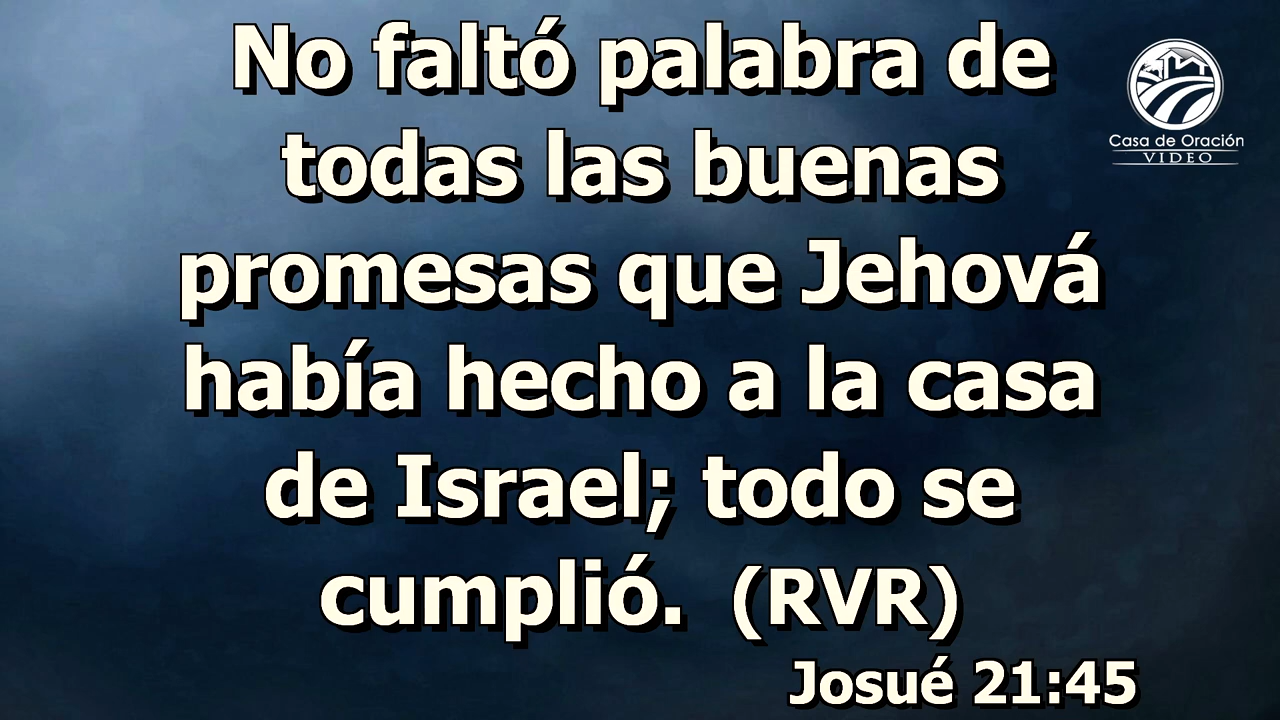 No faltó palabra de
todas las buenas
promesas que Jehová
había hecho a la casa
de Israel; todo se
cumplió.  (RVR)
Josué 21:45
Casa de Oración
VIDEO